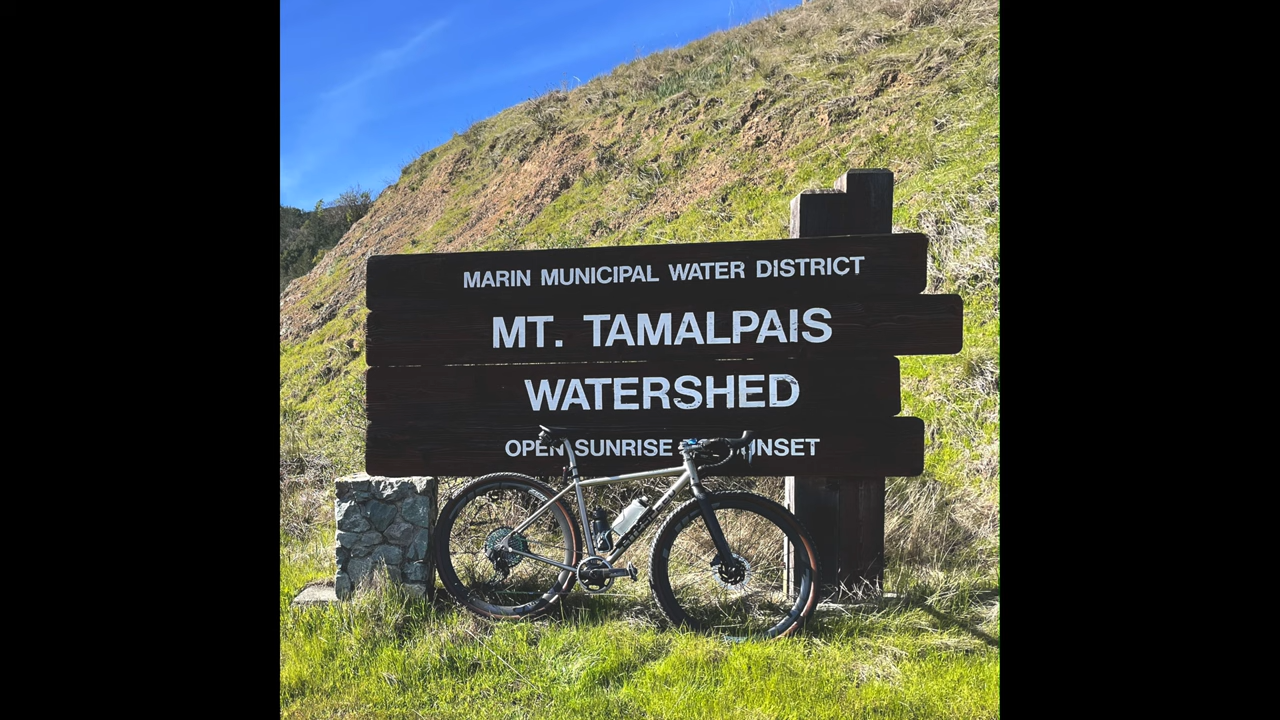 MARIN MUNICIPAL WATER DISTRICT
MT. TAMALPAIS
WATERSHED
OPEN SUNRISE